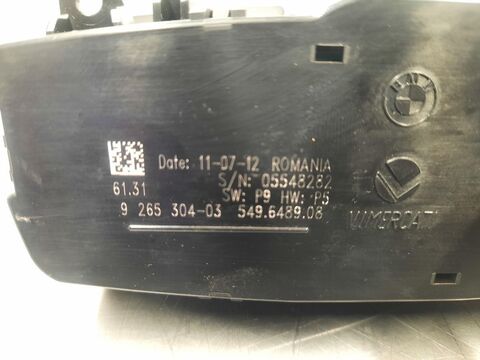 BMW
Date: 11-07-12 ROMANIA
S/N: 05548282
61.31 SW: P9 HW: P5
9 265 304-03 549.6489.08
VIMERCATI